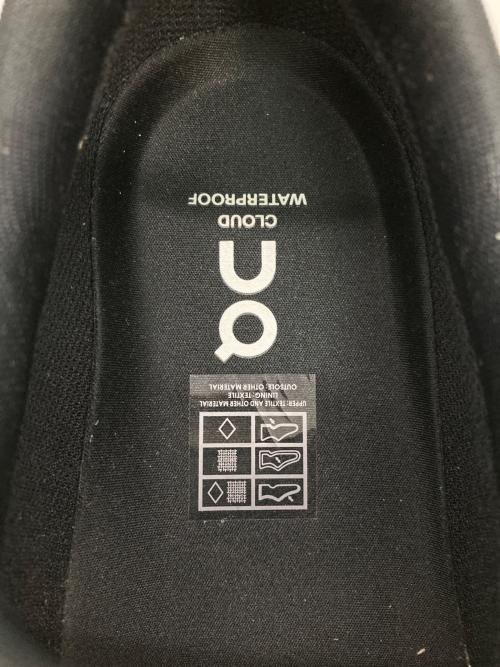 UPPER: TEXTILE AND OTHER MATERIAL
LINING: TEXTILE
OUTSOLE: OTHER MATERIAL
On
CLOUD
WATERPROOF